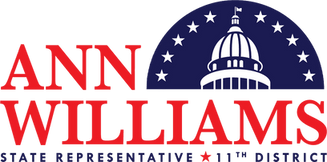 ANN
WILLIAMS
STATE REPRESENTATIVE ★ 11TH DISTRICT